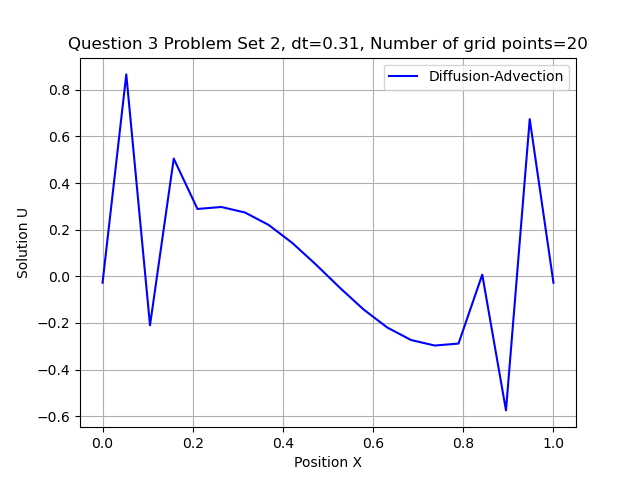 Question 3 Problem Set 2, dt=0.31, Number of grid points=20
Diffusion-Advection
Solution U
0.8
0.6
0.4
0.2
0.0
−0.2
−0.4
−0.6
0.0 0.2 0.4 0.6 0.8 1.0
Position X